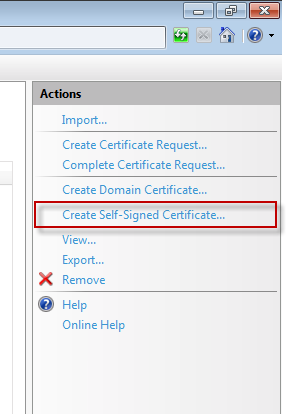 Actions
Import...
Create Certificate Request...
Complete Certificate Request...
Create Domain Certificate...
Create Self-Signed Certificate...
View...
Export...
Remove
Help
Online Help